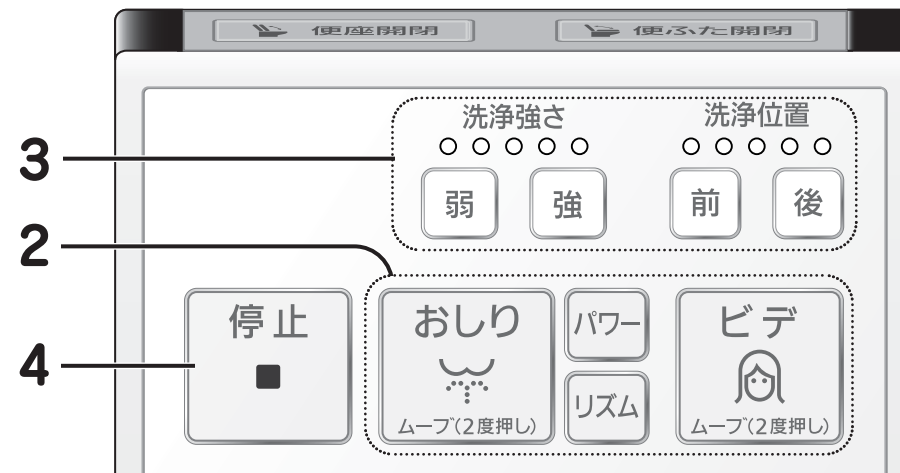 便座開閉 便ふた開閉
洗浄強さ 洗浄位置
3
弱 強 前 後
2
停止 おしり パワー ビデ
4
リズム
ムーブ(2度押し) ムーブ(2度押し)